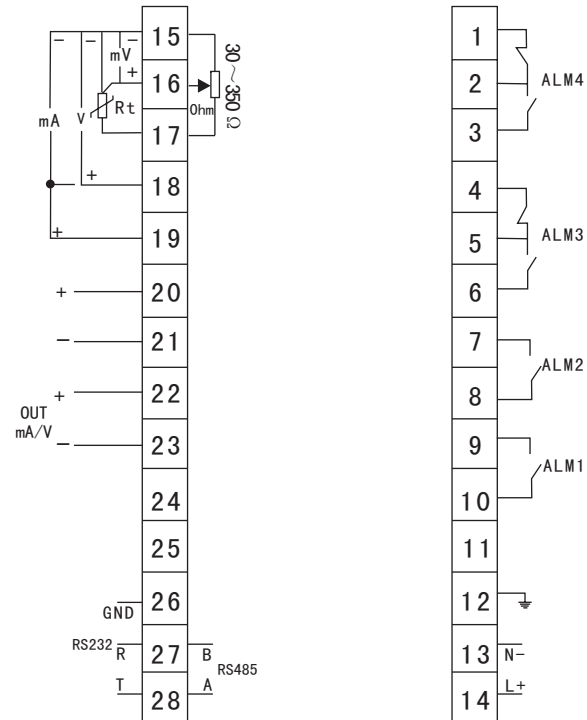 15
16
17
18
19
20
21
22
23
24
25
26
27
28
− − − mV +
mA V Rt
+
+
+
−
+
OUT
mA/V
−
GND
RS232 R
T
B
RS485
A
Ohm
30~350Ω
1
2
3
4
5
6
7
8
9
10
11
12
13
14
ALM4
ALM3
ALM2
ALM1
N−
L+